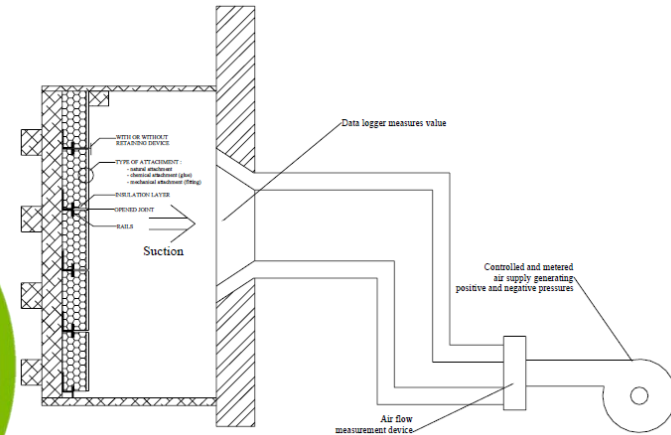 WITH OR WITHOUT
RETAINING DEVICE
TYPE OF ATTACHMENT :
- natural attachment
- chemical attachment (glue)
- mechanical attachment (fitting)
INSULATION LAYER
OPENED JOINT
RAILS
Suction
Data logger measures value
Controlled and metered
air supply generating
positive and negative pressures
Air flow
measurement device